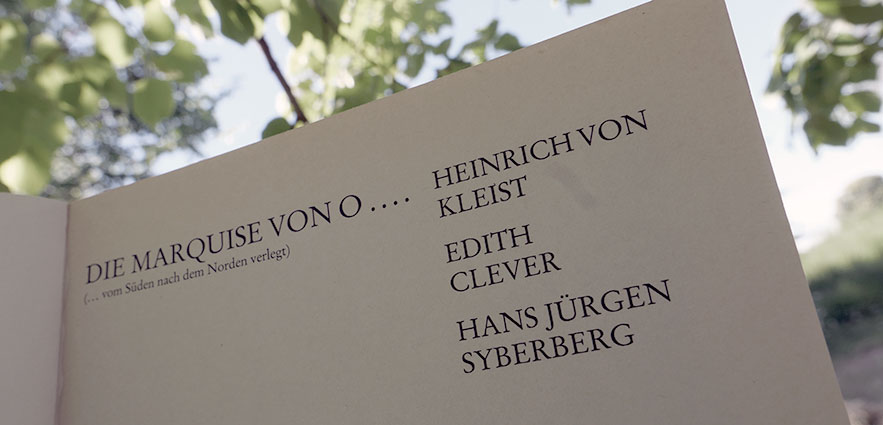 DIE MARQUISE VON O ....
(... vom Süden nach dem Norden verlegt)
HEINRICH VON
KLEIST
EDITH
CLEVER
HANS JÜRGEN
SYBERBERG